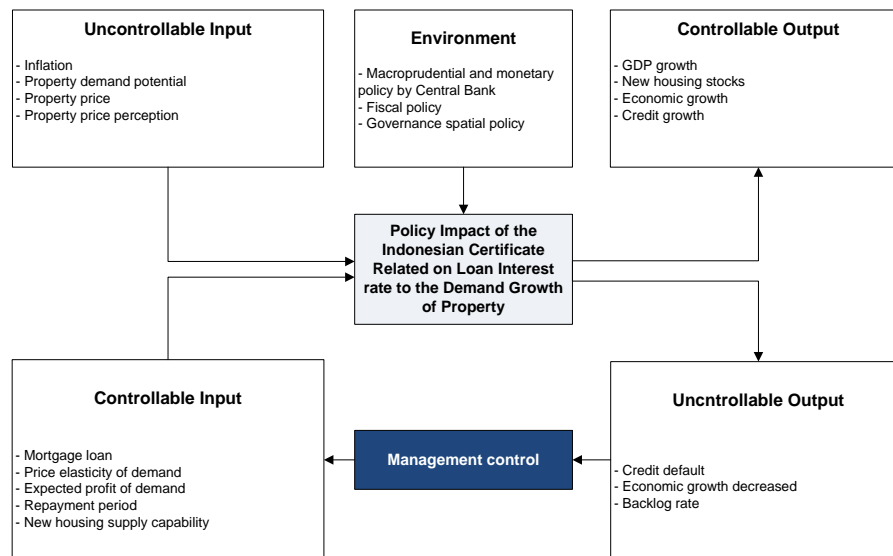 Uncontrollable Input
- Inflation
- Property demand potential
- Property price
- Property price perception
Environment
- Macroprudential and monetary
policy by Central Bank
- Fiscal policy
- Governance spatial policy
Controllable Output
- GDP growth
- New housing stocks
- Economic growth
- Credit growth
Policy Impact of the
Indonesian Certificate
Related on Loan Interest
rate to the Demand Growth
of Property
Controllable Input
- Mortgage loan
- Price elasticity of demand
- Expected profit of demand
- Repayment period
- New housing supply capability
Management control
Uncntrollable Output
- Credit default
- Economic growth decreased
- Backlog rate